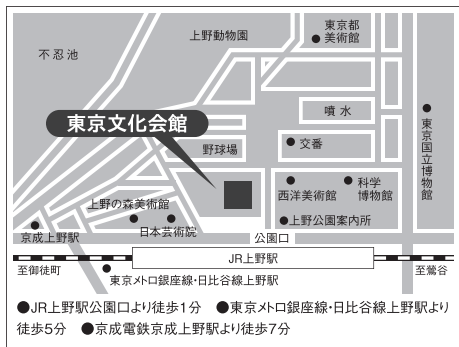 東京都
美術館
上野動物園
不忍池
噴水
東京文化会館
東京国立博物館
野球場
交番
西洋美術館
科学
博物館
上野の森美術館
上野公園案内所
日本芸術院
京成上野駅
公園口
JR上野駅
至御徒町
至鶯谷
東京メトロ銀座線・日比谷線上野駅
●JR上野駅公園口より徒歩1分 ●東京メトロ銀座線・日比谷線上野駅より
徒歩5分 ●京成電鉄京成上野駅より徒歩7分